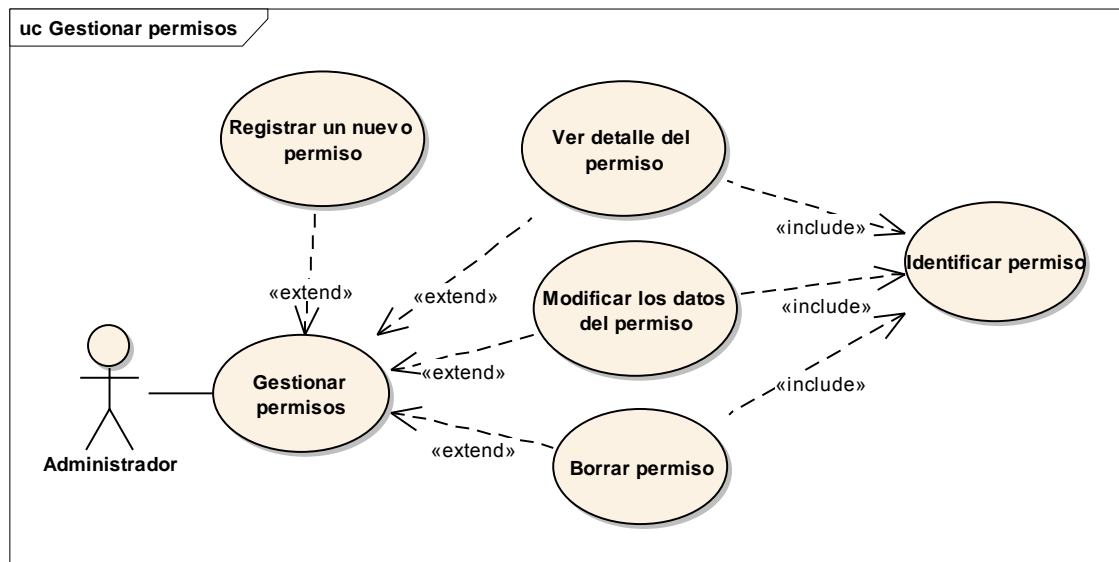 uc Gestionar permisos
Registrar un nuevo
permiso
Ver detalle del
permiso
«include»
Identificar permiso
«extend»
«extend»
Modificar los datos
del permiso
«include»
Gestionar
permisos
«extend»
«include»
Administrador
«extend»
Borrar permiso